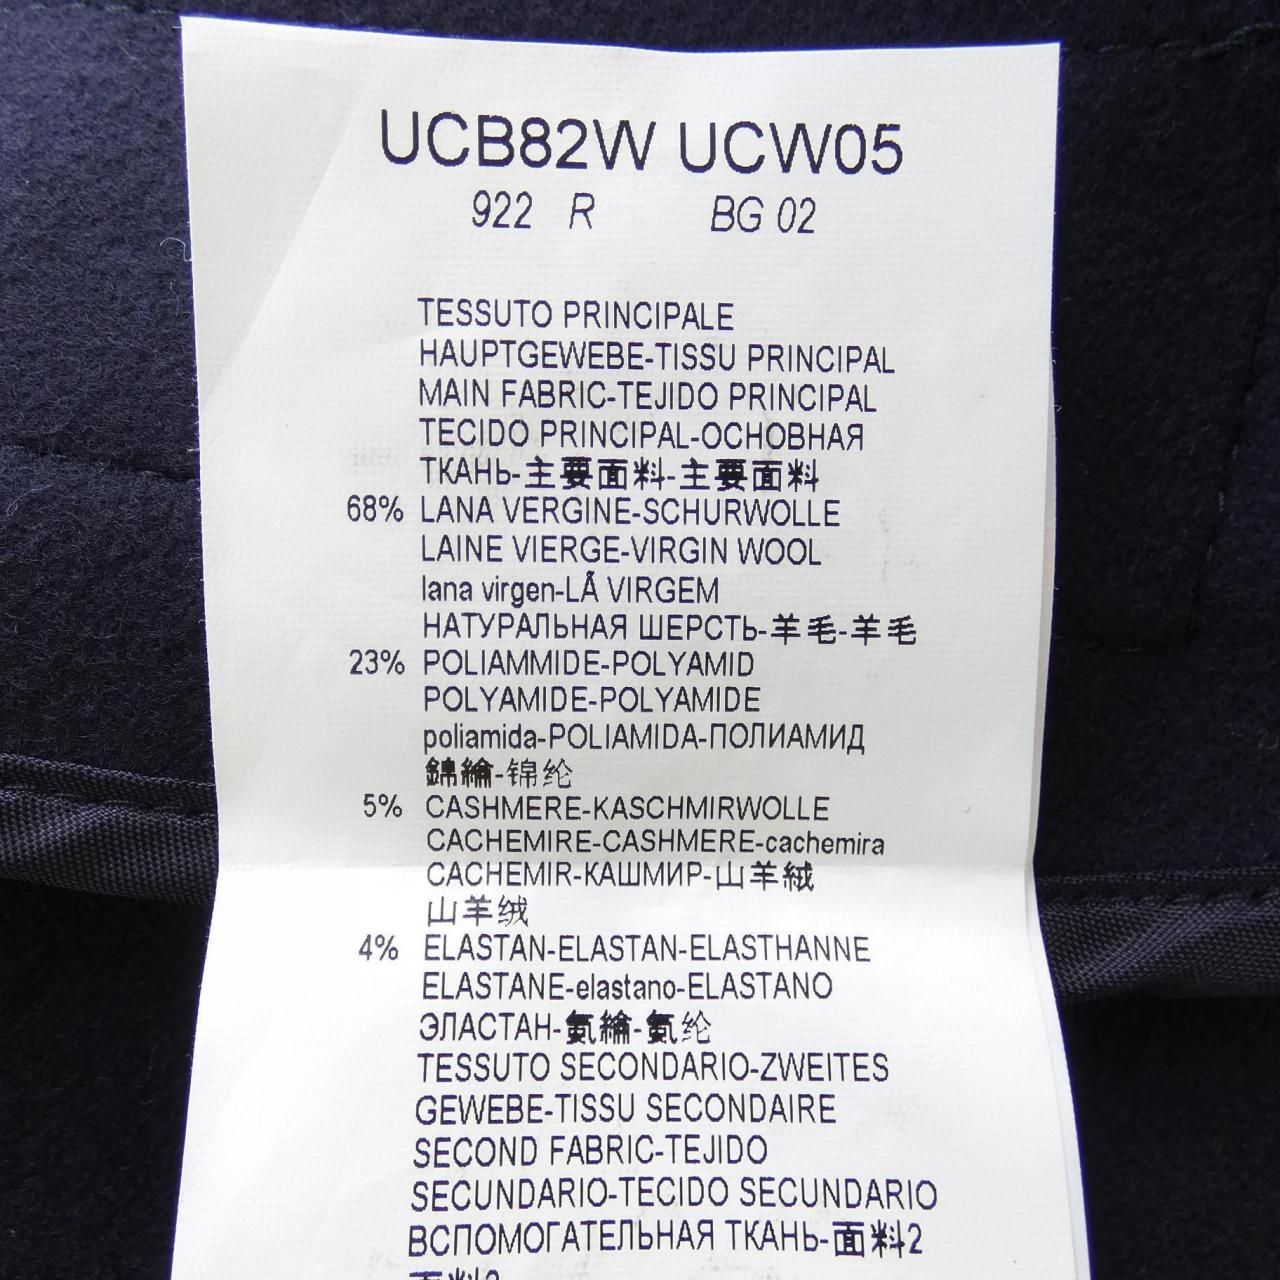 UCB82W UCW05
922 R BG 02
TESSUTO PRINCIPALE
HAUPTGEWEBE-TISSU PRINCIPAL
MAIN FABRIC-TEJIDO PRINCIPAL
TECIDO PRINCIPAL-ОСНОВНАЯ
ТКАНЬ-主要面料-主要面料
68% LANA VERGINE-SCHURWOLLE
LAINE VIERGE-VIRGIN WOOL
lana virgen-LÃ VIRGEM
НАТУРАЛЬНАЯ ШЕРСТЬ-羊毛-羊毛
23% POLIAMMIDE-POLYAMID
POLYAMIDE-POLYAMIDE
poliamida-POLIAMIDA-ПОЛИАМИД
錦綸-锦纶
5% CASHMERE-KASCHMIRWOLLE
CACHEMIRE-CASHMERE-cachemira
CACHEMIR-КАШМИР-山羊絨
山羊绒
4% ELASTAN-ELASTAN-ELASTHANNE
ELASTANE-elastano-ELASTANO
ЭЛАСТАН-氨綸-氨纶
TESSUTO SECONDARIO-ZWEITES
GEWEBE-TISSU SECONDAIRE
SECOND FABRIC-TEJIDO
SECUNDARIO-TECIDO SECUNDARIO
ВСПОМОГАТЕЛЬНАЯ ТКАНЬ-面料2
面料2